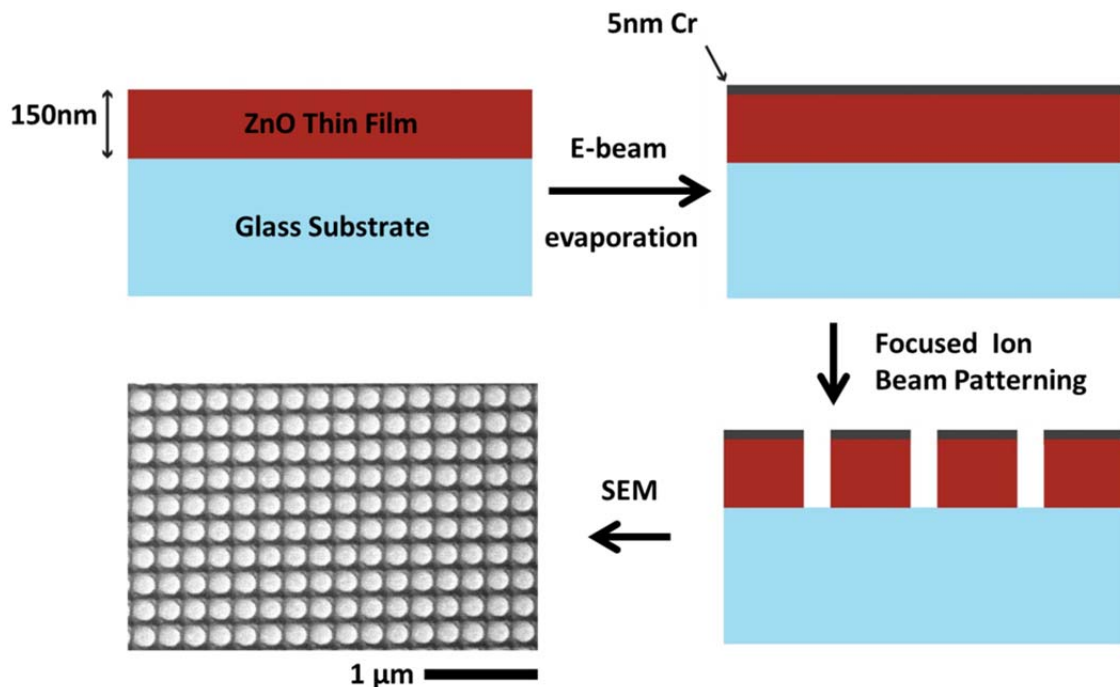 5nm Cr
150nm
ZnO Thin Film
Glass Substrate
E-beam
evaporation
Focused Ion
Beam Patterning
SEM
1 μm